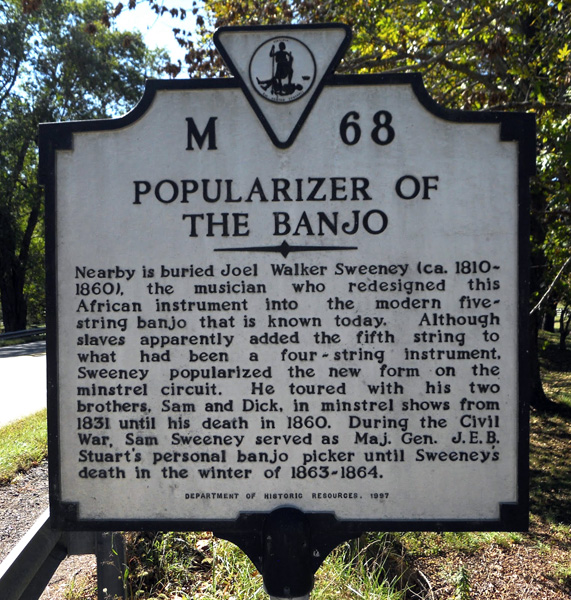 M 68
POPULARIZER OF
THE BANJO
Nearby is buried Joel Walker Sweeney (ca. 1810-
1860), the musician who redesigned this
African instrument into the modern five-
string banjo that is known today. Although
slaves apparently added the fifth string to
what had been a four-string instrument,
Sweeney popularized the new form on the
minstrel circuit. He toured with his two
brothers, Sam and Dick, in minstrel shows from
1831 until his death in 1860. During the Civil
War, Sam Sweeney served as Maj. Gen. J.E.B.
Stuart's personal banjo picker until Sweeney's
death in the winter of 1863-1864.
DEPARTMENT OF HISTORIC RESOURCES, 1997